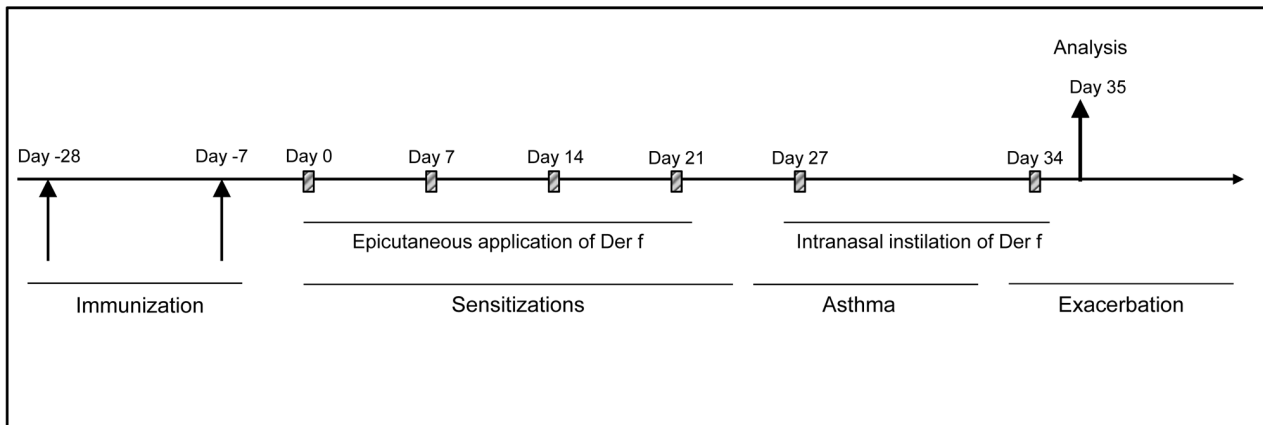 Analysis
Day 35
Day -28
Day -7
Day 0
Day 7
Day 14
Day 21
Day 27
Day 34
Epicutaneous application of Der f
Intranasal instilation of Der f
Immunization
Sensitizations
Asthma
Exacerbation